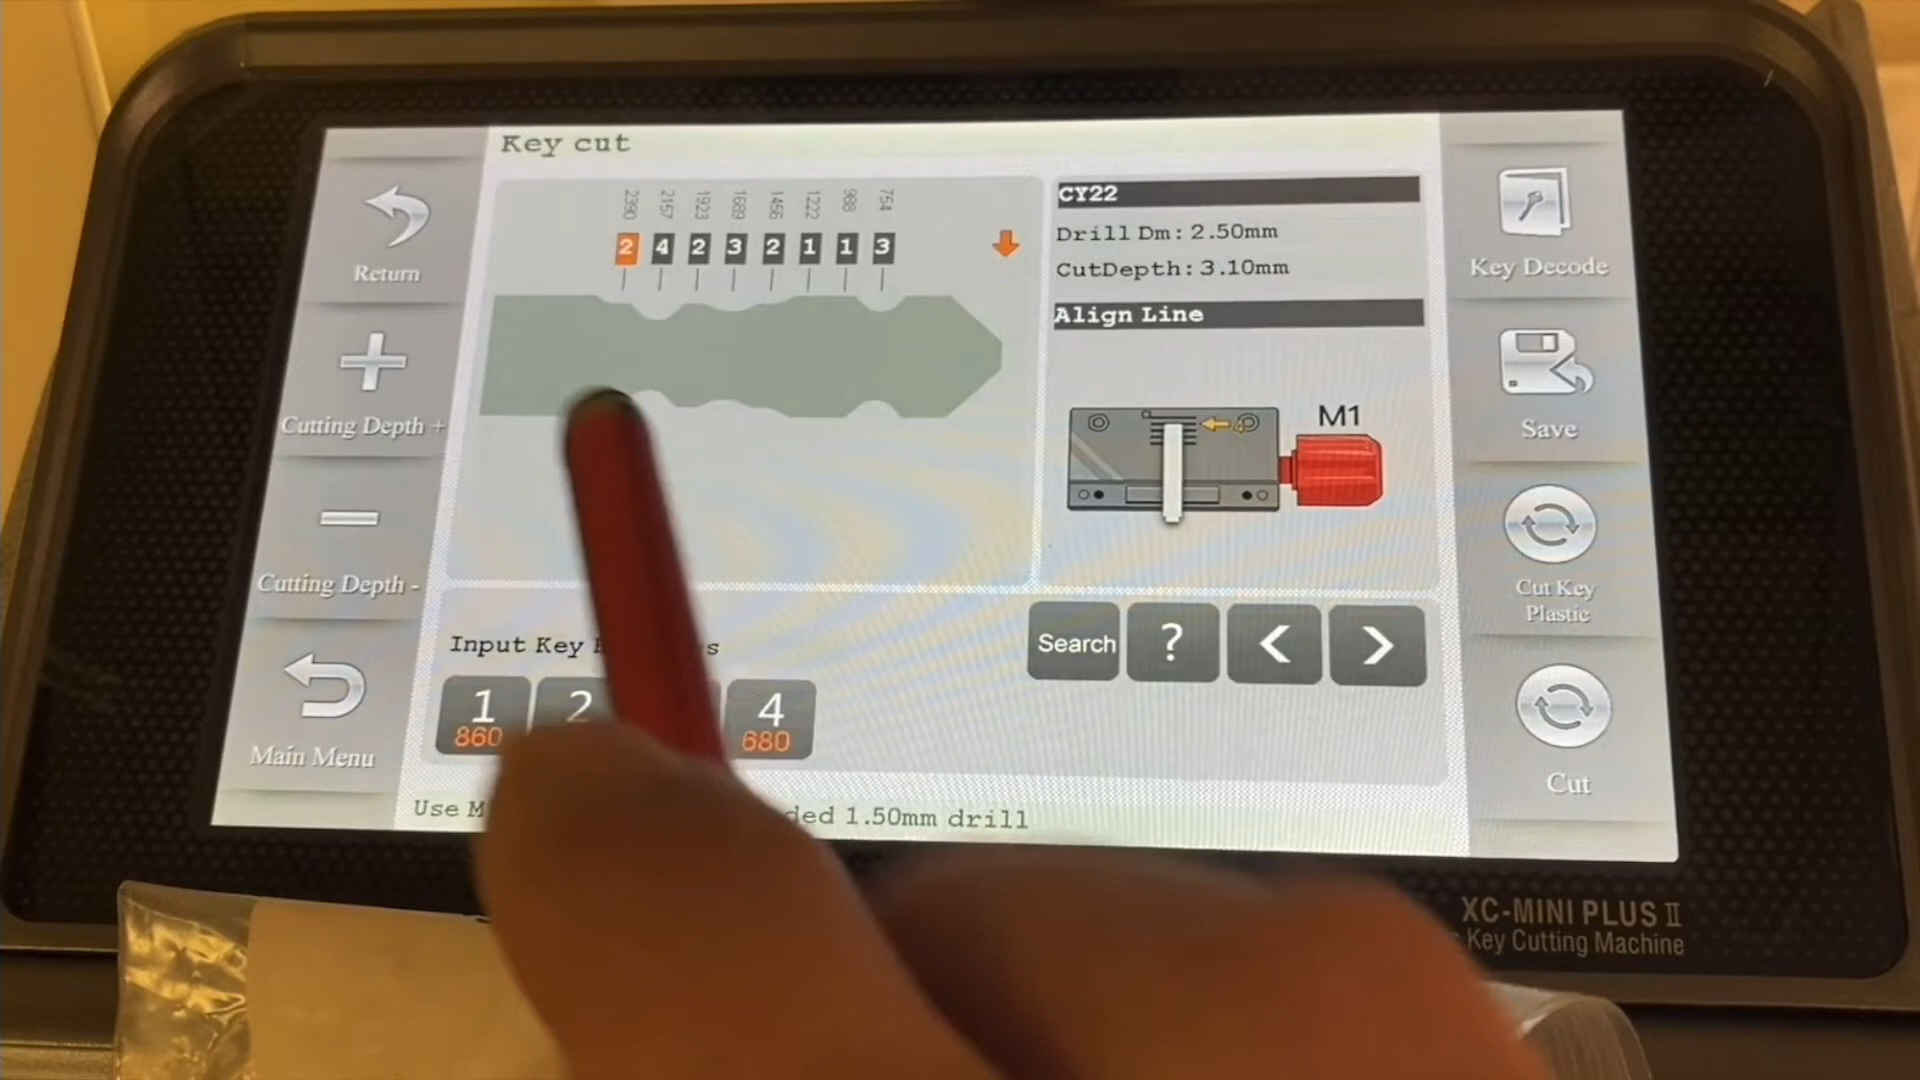 Key cut
2390 2157 1923 1689 1456 1222 988 754
2 4 2 3 2 1 1 3
CY22
Drill Dm: 2.50mm
CutDepth: 3.10mm
Align Line
M1
Return
Cutting Depth +
Cutting Depth -
Main Menu
Input Key
Search ? < >
1 2 4
860 680
Use 1.50mm drill
Key Decode
Save
Cut Key
Plastic
Cut
XC-MINI PLUS II
Key Cutting Machine